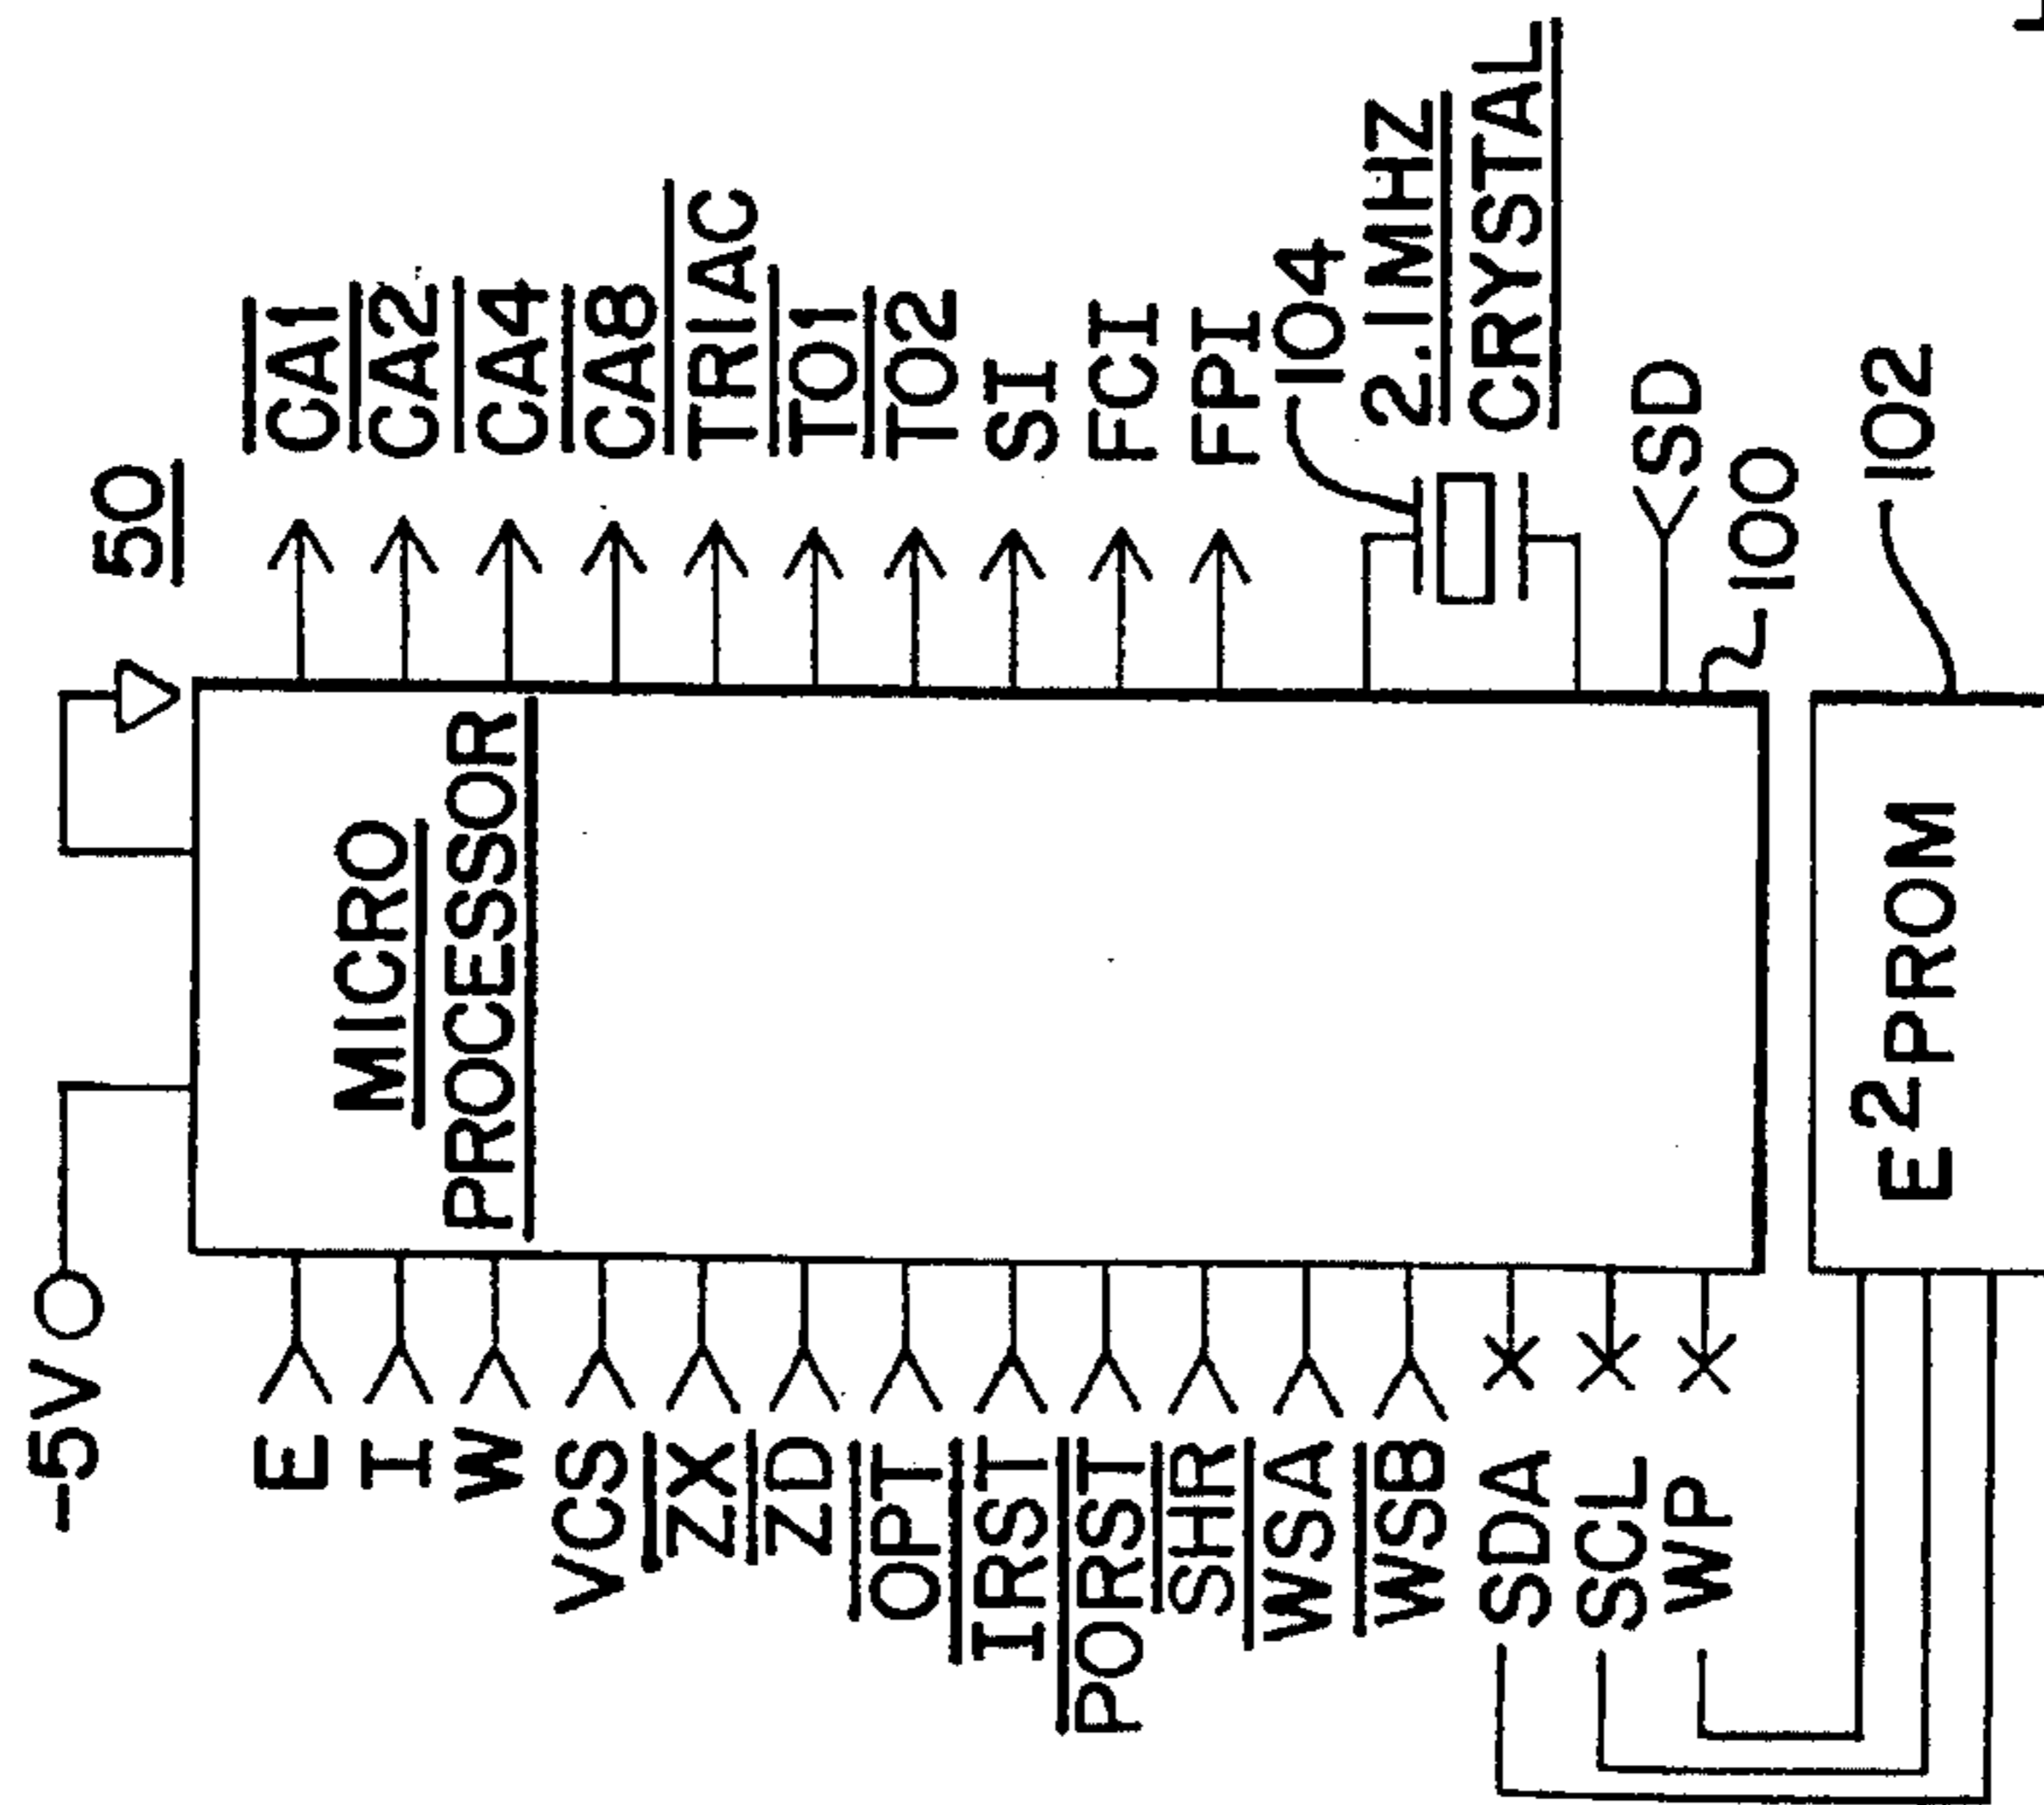 -5V
50
MICRO
PROCESSOR
E
I
W
VCS
ZX
ZD
OPT
IRST
PORST
SHR
WSA
WSB
SDA
SCL
WP
CA1
CA2
CA4
CA8
TRIAC
TO1
TO2
SI
FCI
FPI
104
2.1MHZ
CRYSTAL
SD
100
102
E²PROM